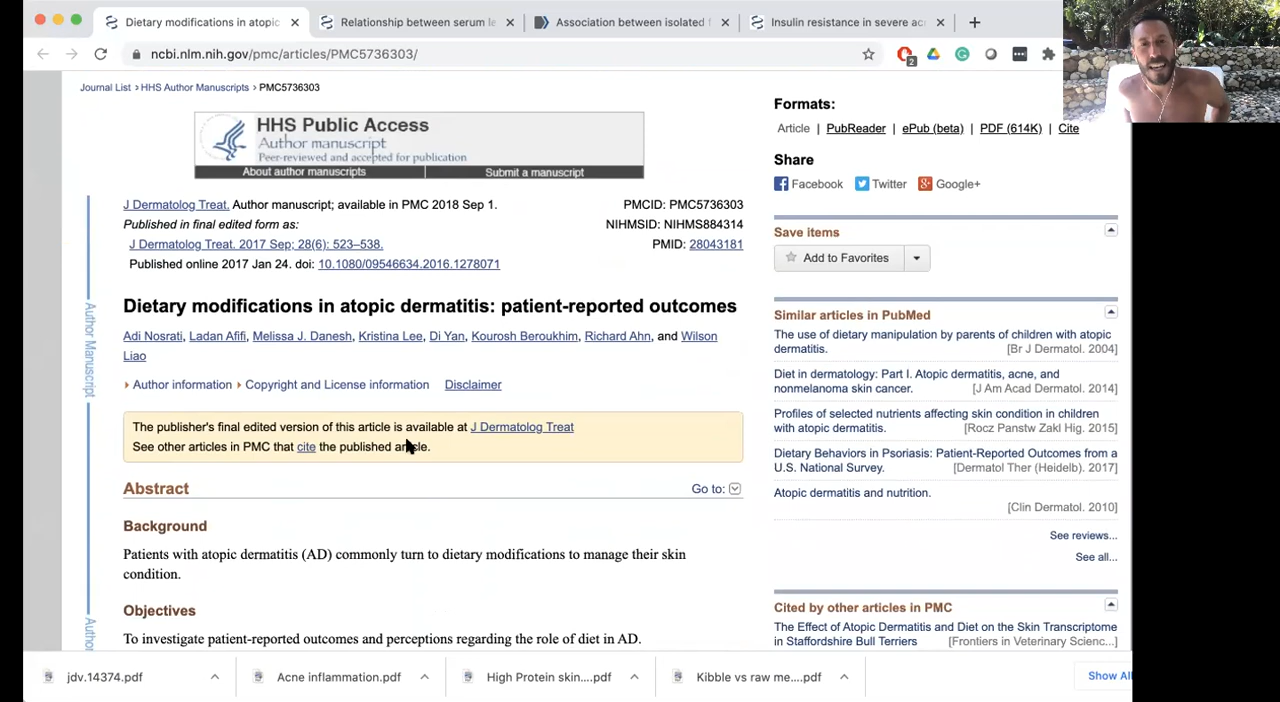 Dietary modifications in atopic
Relationship between serum le
Association between isolated f
Insulin resistance in severe acn
ncbi.nlm.nih.gov/pmc/articles/PMC5736303/
2
Journal List > HHS Author Manuscripts > PMC5736303
HHS Public Access
Author manuscript
Peer-reviewed and accepted for publication
About author manuscripts
Submit a manuscript
J Dermatolog Treat. Author manuscript; available in PMC 2018 Sep 1.
PMCID: PMC5736303
Published in final edited form as:
NIHMSID: NIHMS884314
J Dermatolog Treat. 2017 Sep; 28(6): 523–538.
PMID: 28043181
Published online 2017 Jan 24. doi: 10.1080/09546634.2016.1278071
Dietary modifications in atopic dermatitis: patient-reported outcomes
Adi Nosrati, Ladan Afifi, Melissa J. Danesh, Kristina Lee, Di Yan, Kourosh Beroukhim, Richard Ahn, and Wilson
Liao
Author information Copyright and License information Disclaimer
The publisher's final edited version of this article is available at J Dermatolog Treat
See other articles in PMC that cite the published article.
Abstract
Go to:
Background
Patients with atopic dermatitis (AD) commonly turn to dietary modifications to manage their skin
condition.
Objectives
To investigate patient-reported outcomes and perceptions regarding the role of diet in AD.
Author Manuscript
Autho
Formats:
Article | PubReader | ePub (beta) | PDF (614K) | Cite
Share
Facebook Twitter Google+
Save items
Add to Favorites
Similar articles in PubMed
The use of dietary manipulation by parents of children with atopic
dermatitis. [Br J Dermatol. 2004]
Diet in dermatology: Part I. Atopic dermatitis, acne, and
nonmelanoma skin cancer. [J Am Acad Dermatol. 2014]
Profiles of selected nutrients affecting skin condition in children
with atopic dermatitis. [Rocz Panstw Zakl Hig. 2015]
Dietary Behaviors in Psoriasis: Patient-Reported Outcomes from a
U.S. National Survey. [Dermatol Ther (Heidelb). 2017]
Atopic dermatitis and nutrition.
[Clin Dermatol. 2010]
See reviews...
See all...
Cited by other articles in PMC
The Effect of Atopic Dermatitis and Diet on the Skin Transcriptome
in Staffordshire Bull Terriers [Frontiers in Veterinary Scienc...]
jdv.14374.pdf
Acne inflammation.pdf
High Protein skin....pdf
Kibble vs raw me....pdf
Show All